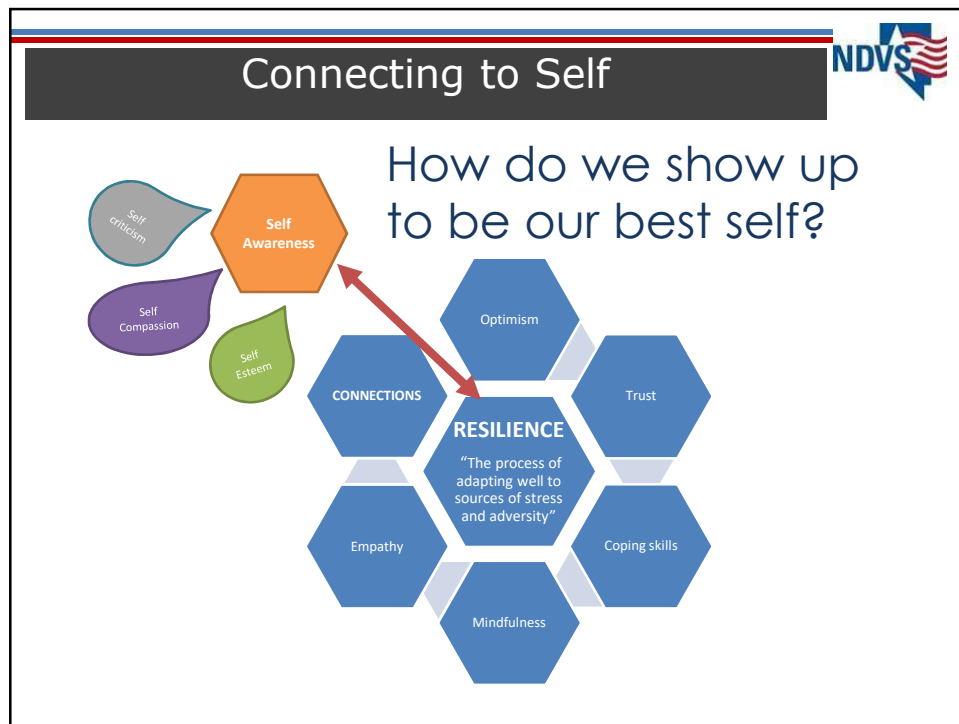 Connecting to Self
NDVS
How do we show up
to be our best self?
Self
criticism
Self
Awareness
Self
Compassion
Self
Esteem
Optimism
CONNECTIONS
Trust
RESILIENCE
“The process of
adapting well to
sources of stress
and adversity”
Empathy
Coping skills
Mindfulness